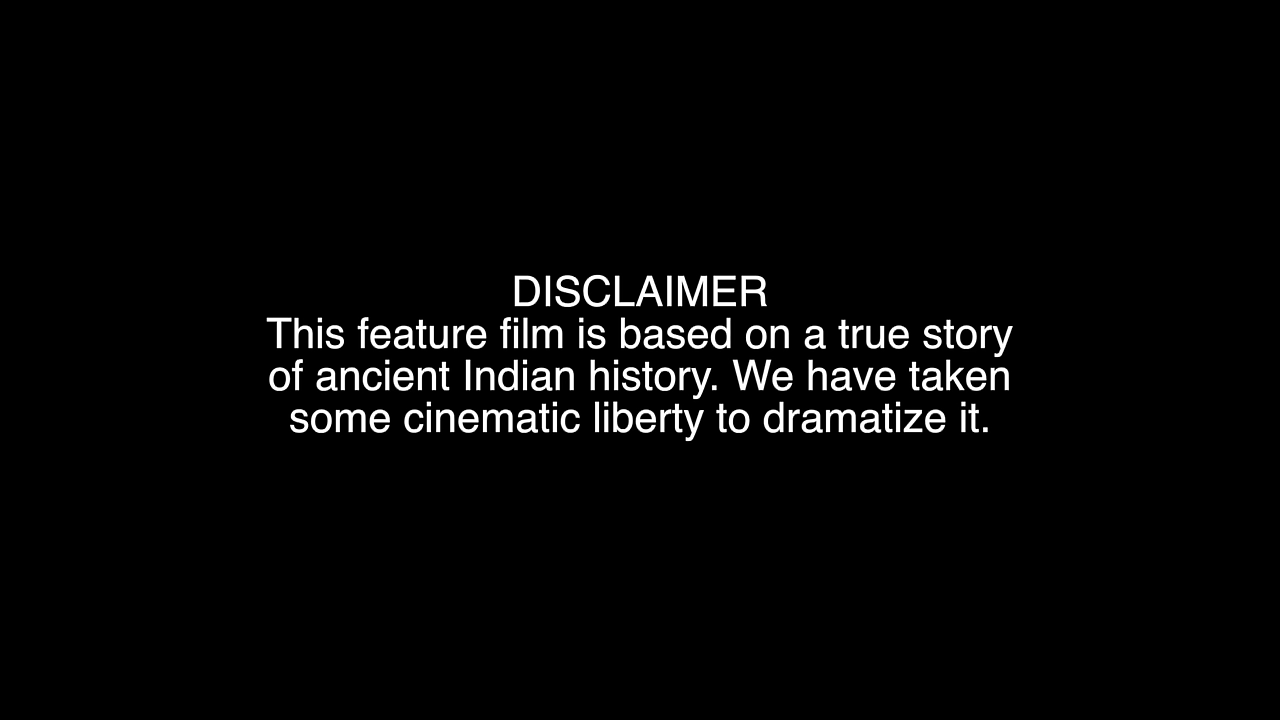 DISCLAIMER
This feature film is based on a true story
of ancient Indian history. We have taken
some cinematic liberty to dramatize it.